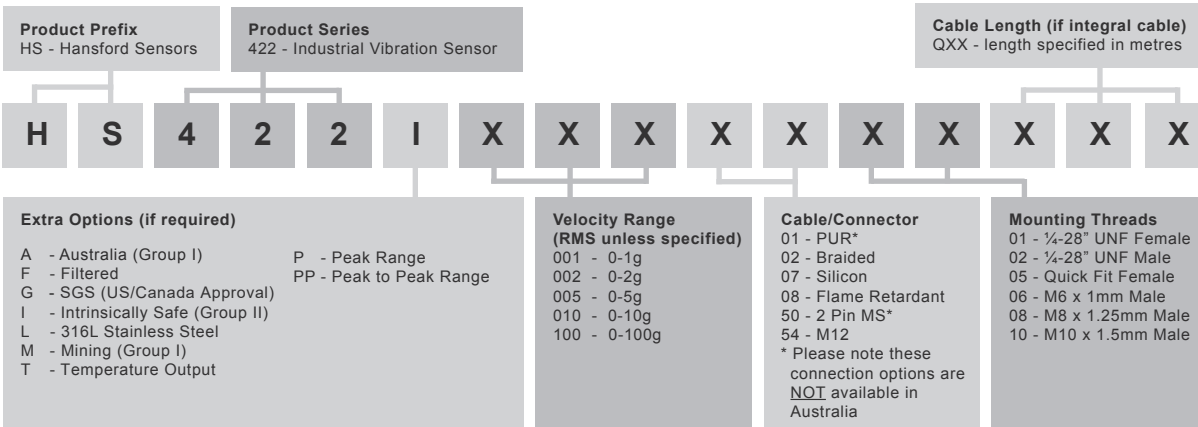 Product Prefix
HS - Hansford Sensors
Product Series
422 - Industrial Vibration Sensor
Cable Length (if integral cable)
QXX - length specified in metres
H S 4 2 2 I X X X X X X X X X X
Extra Options (if required)
A - Australia (Group I)
F - Filtered
G - SGS (US/Canada Approval)
I - Intrinsically Safe (Group II)
L - 316L Stainless Steel
M - Mining (Group I)
T - Temperature Output
P - Peak Range
PP - Peak to Peak Range
Velocity Range
(RMS unless specified)
001 - 0-1g
002 - 0-2g
005 - 0-5g
010 - 0-10g
100 - 0-100g
Cable/Connector
01 - PUR*
02 - Braided
07 - Silicon
08 - Flame Retardant
50 - 2 Pin MS*
54 - M12
* Please note these
connection options are
NOT available in
Australia
Mounting Threads
01 - ¼-28” UNF Female
02 - ¼-28” UNF Male
05 - Quick Fit Female
06 - M6 x 1mm Male
08 - M8 x 1.25mm Male
10 - M10 x 1.5mm Male